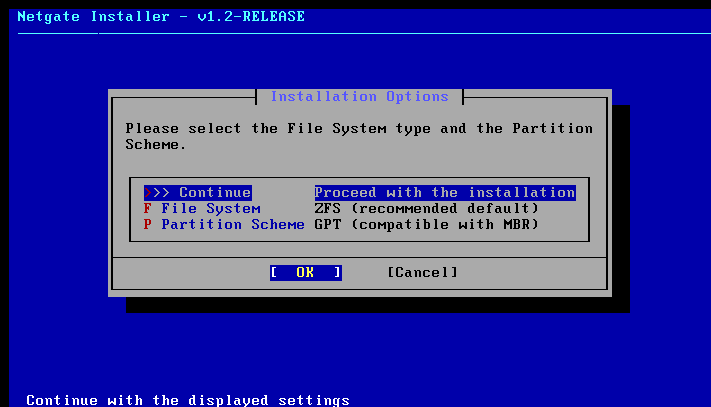 Netgate Installer - v1.2-RELEASE
Installation Options
Please select the File System type and the Partition
Scheme.
>>> Continue Proceed with the installation
F File System ZFS (recommended default)
P Partition Scheme GPT (compatible with MBR)
[ OK ] [Cancel]
Continue with the displayed settings